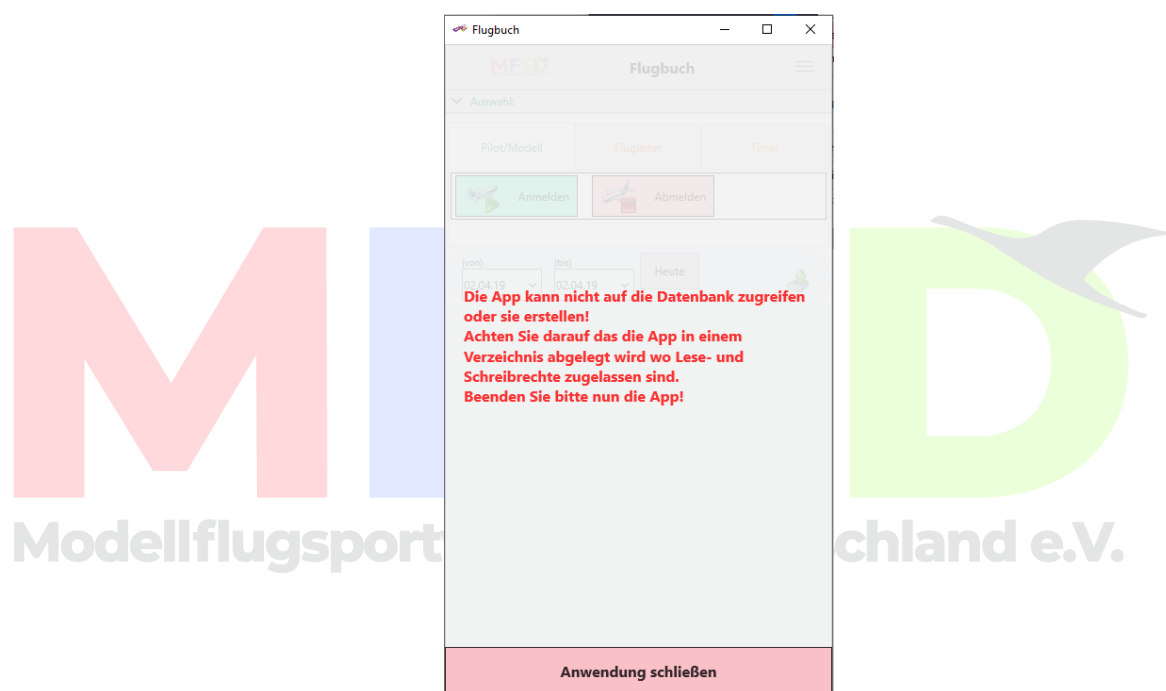 Flugbuch
MFSD
Flugbuch
Auswahl:
Pilot/Modell Flugleiter Timer
Anmelden Abmelden
(von) (bis)
02.04.19 02.04.19 Heute
Die App kann nicht auf die Datenbank zugreifen
oder sie erstellen!
Achten Sie darauf das die App in einem
Verzeichnis abgelegt wird wo Lese- und
Schreibrechte zugelassen sind.
Beenden Sie bitte nun die App!
M D
Modellflugsport chland e.V.
Anwendung schließen